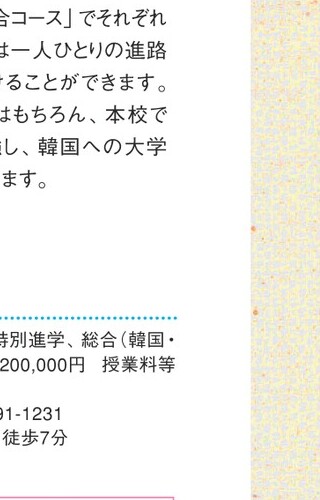 合コース」でそれぞれ
は一人ひとりの進路
けることができます。
はもちろん、本校で
強し、韓国への大学
ます。
特別進学、総合（韓国・
200,000円　授業料等
91-1231
徒歩7分